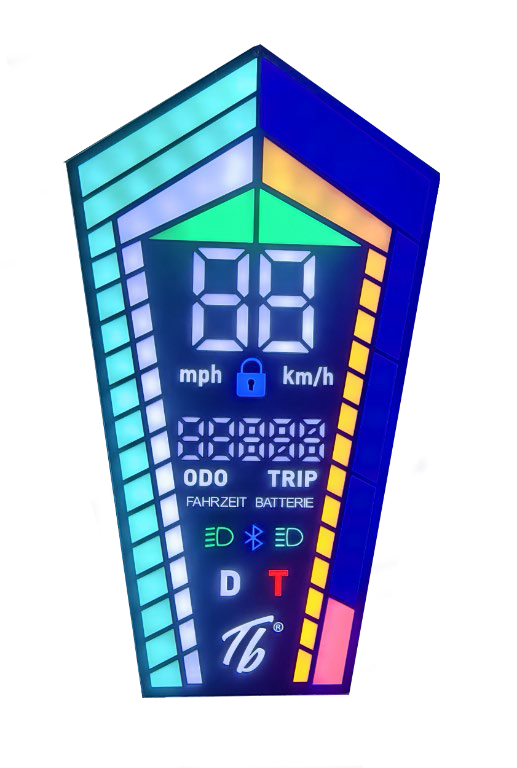 88
mph km/h
88888
ODO TRIP
FAHRZEIT BATTERIE
D T
Tb®